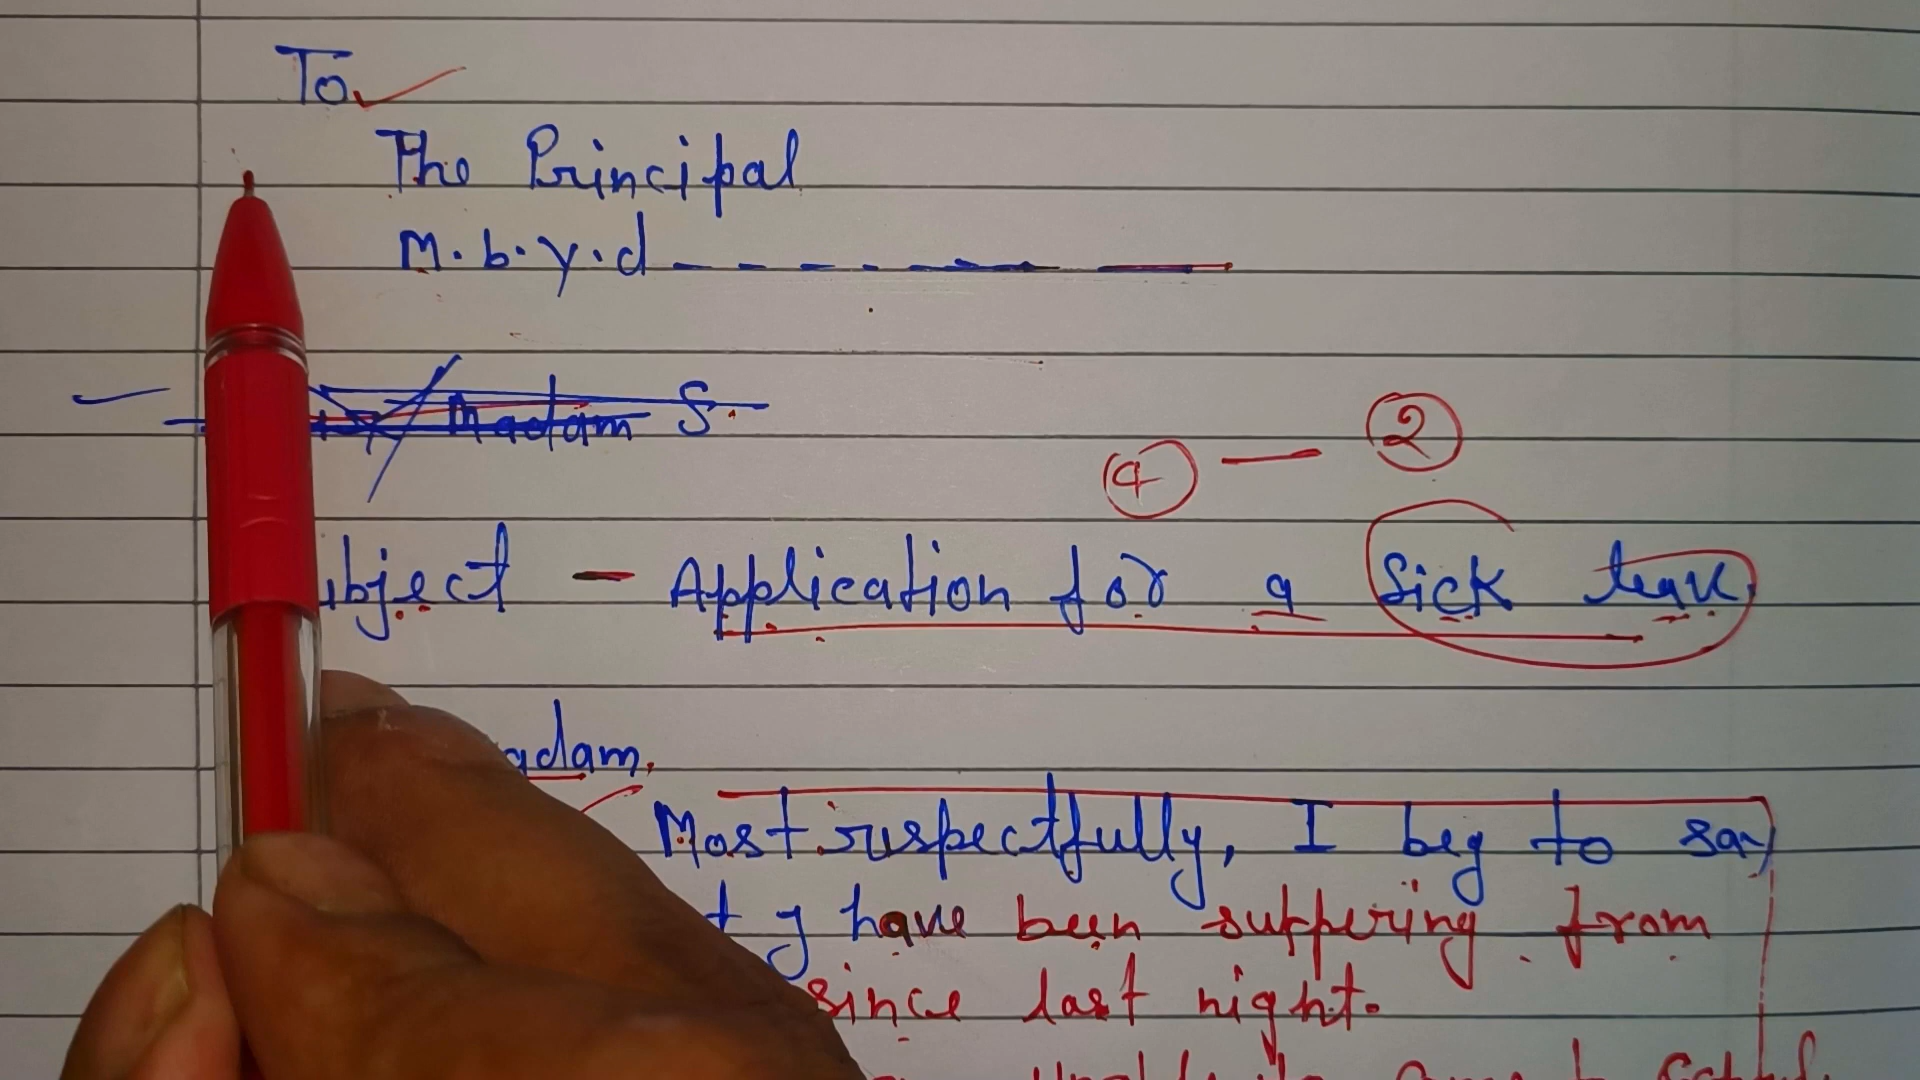 To
The Principal
M.b.y.d
Madam S.
4 — 2
ubject - Application for a Sick leave
adam,
Most respectfully, I beg to say
t I have been suffering from
since last night.